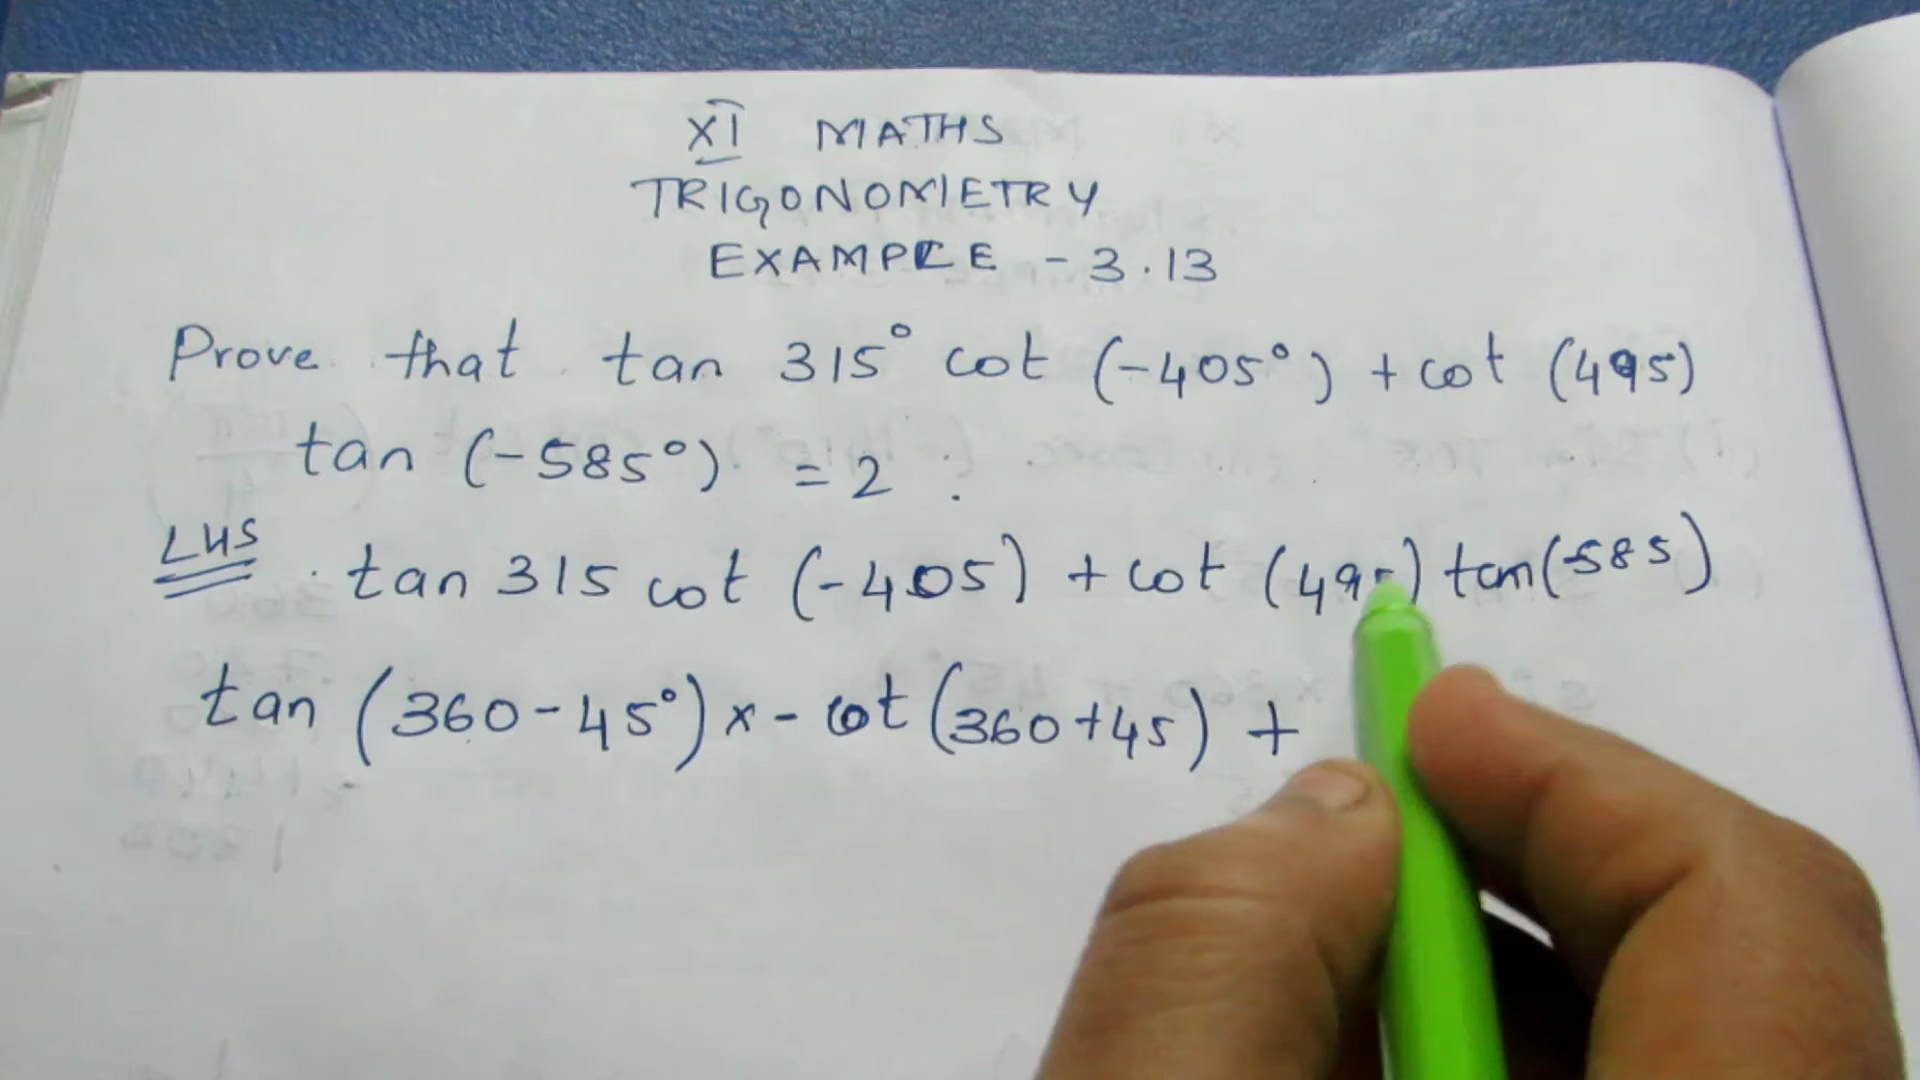 XI MATHS
TRIGONOMETRY
EXAMPLE - 3.13
Prove that tan 315° cot (-405°) + cot (495)
tan (-585°) = 2 :
LHS tan 315 cot (-405) + cot (495) tan(-585)
tan (360-45°) x - cot (360+45) +